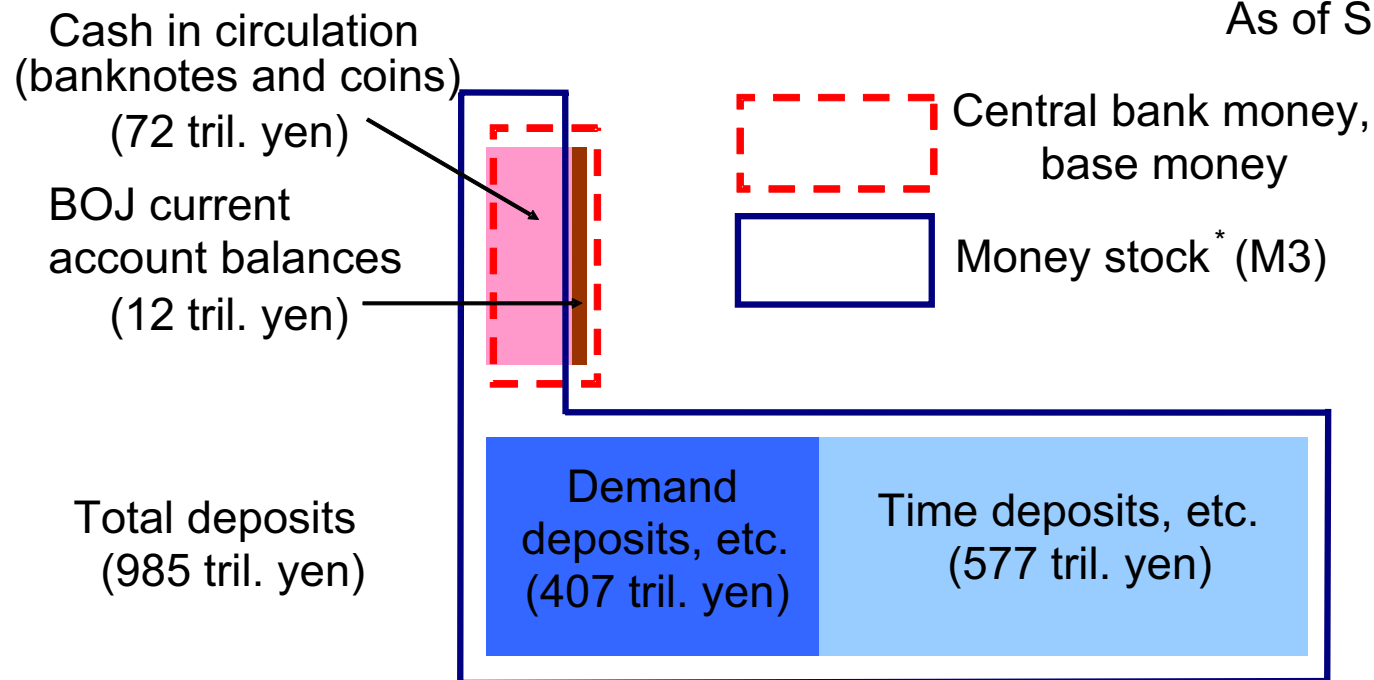 As of S
Cash in circulation
(banknotes and coins)
(72 tril. yen)
BOJ current
account balances
(12 tril. yen)
Central bank money,
base money
Money stock* (M3)
Total deposits
(985 tril. yen)
Demand
deposits, etc.
(407 tril. yen)
Time deposits, etc.
(577 tril. yen)